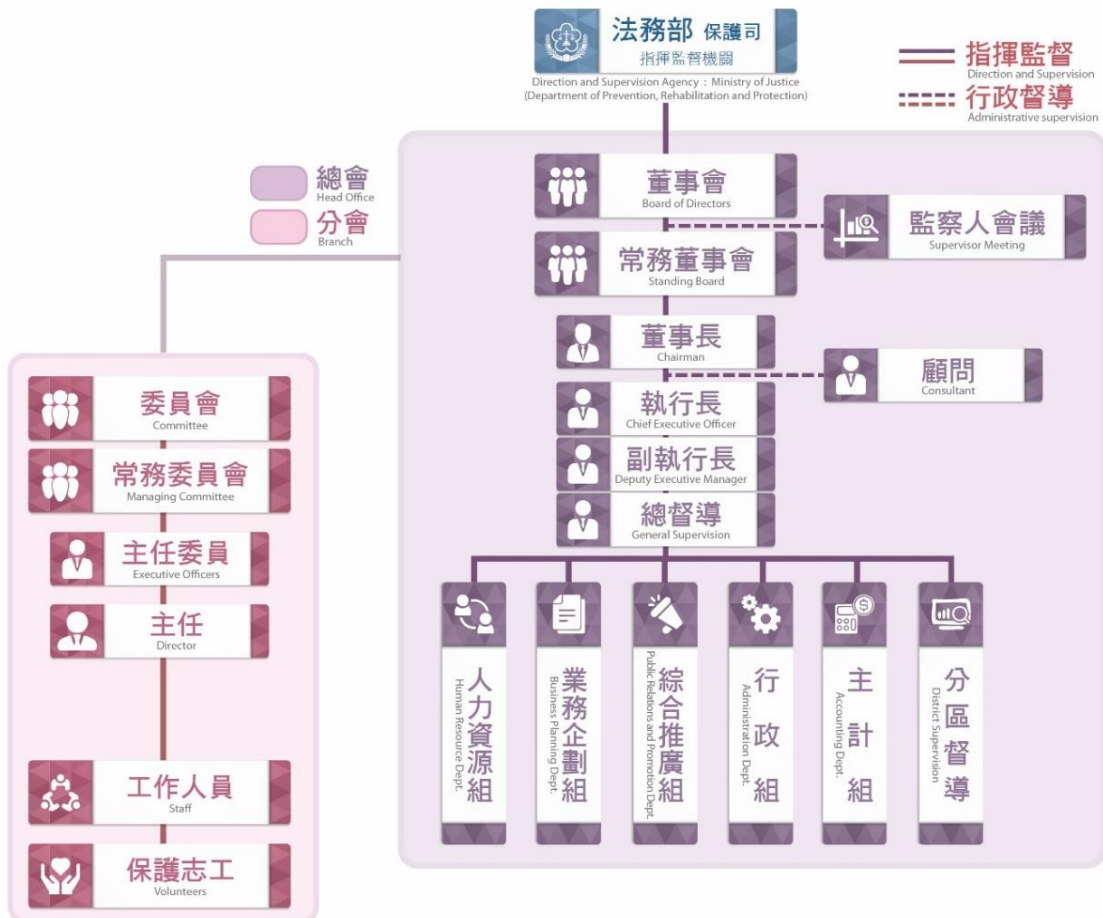 法務部 保護司
指揮監督機關
Direction and Supervision Agency：Ministry of Justice
(Department of Prevention, Rehabilitation and Protection)
指揮監督
Direction and Supervision
行政督導
Administrative supervision
總會
Head Office
分會
Branch
董事會
Board of Directors
監察人會議
Supervisor Meeting
常務董事會
Standing Board
董事長
Chairman
顧問
Consultant
執行長
Chief Executive Officer
副執行長
Deputy Executive Manager
總督導
General Supervision
人力資源組
Human Resource Dept.
業務企劃組
Business Planning Dept.
綜合推廣組
Public Relations and Promotion Dept.
行政組
Administration Dept.
主計組
Accounting Dept.
分區督導
District Supervision
委員會
Committee
常務委員會
Managing Committee
主任委員
Executive Officers
主任
Director
工作人員
Staff
保護志工
Volunteers